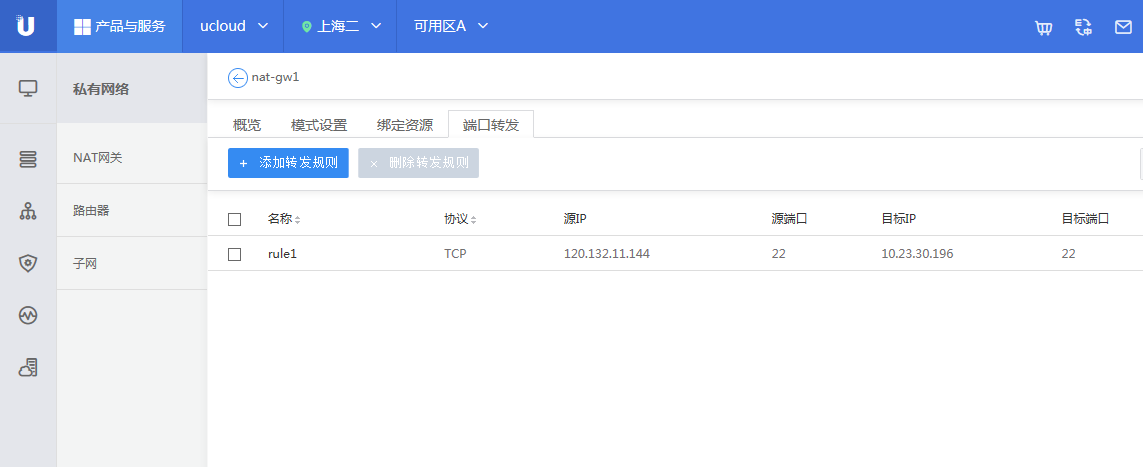 U 产品与服务 ucloud 上海二 可用区A
私有网络
nat-gw1
概览 模式设置 绑定资源 端口转发
NAT网关
+ 添加转发规则 × 删除转发规则
路由器
名称 协议 源IP 源端口 目标IP 目标端口
rule1 TCP 120.132.11.144 22 10.23.30.196 22
子网